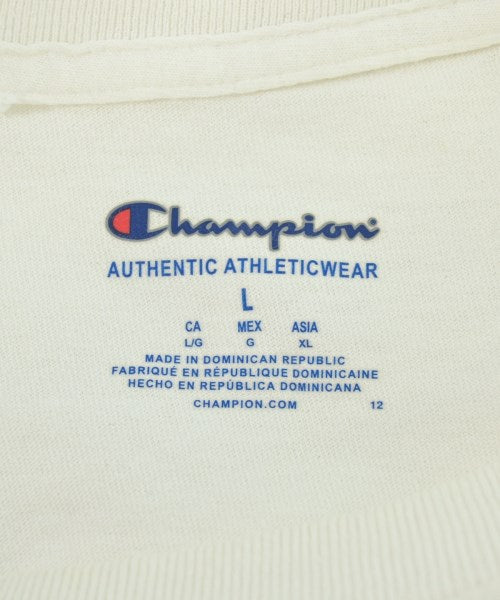 Champion
AUTHENTIC ATHLETICWEAR
L
CA MEX ASIA
L/G G XL
MADE IN DOMINICAN REPUBLIC
FABRIQUÉ EN RÉPUBLIQUE DOMINICAINE
HECHO EN REPÚBLICA DOMINICANA
CHAMPION.COM 12